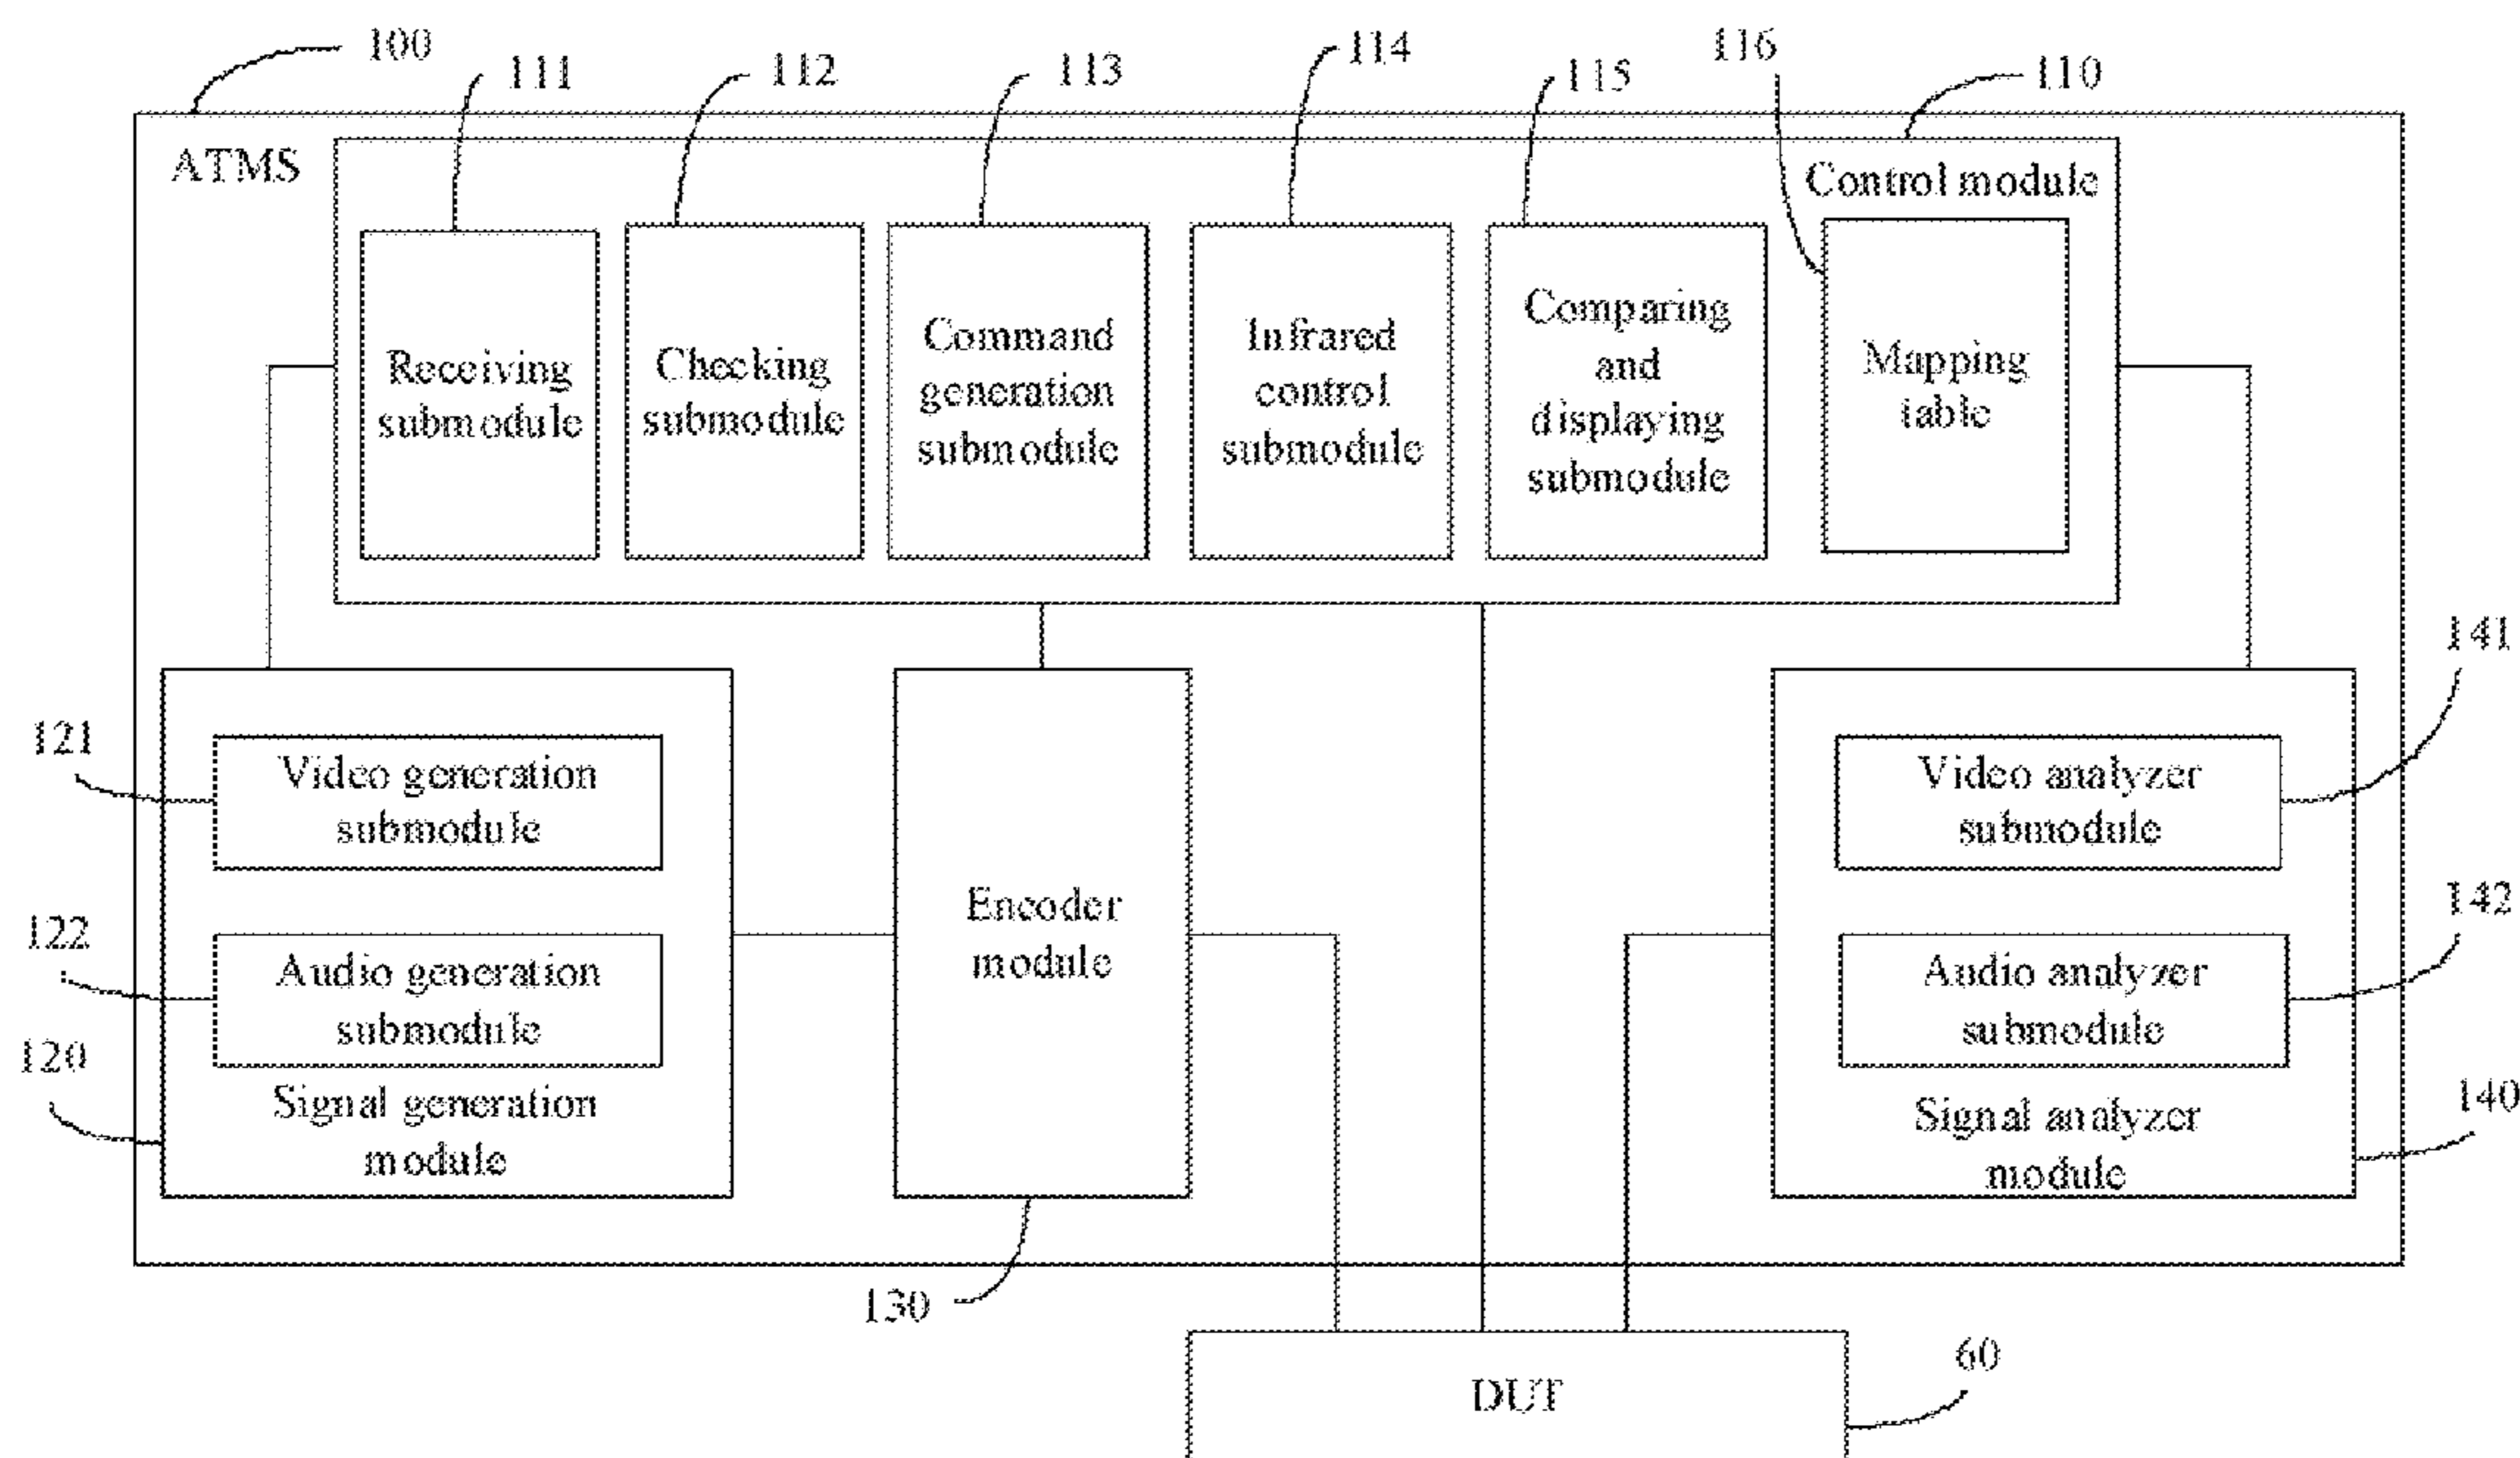 100
111
112
113
114
115
116
110
ATMS
Control module
Receiving
submodule
Checking
submodule
Command
generation
submodule
Infrared
control
submodule
Comparing
and
displaying
submodule
Mapping
table
121
Video generation
submodule
122
Audio generation
submodule
120
Signal generation
module
Encoder
module
130
141
Video analyzer
submodule
142
Audio analyzer
submodule
140
Signal analyzer
module
DUT
60